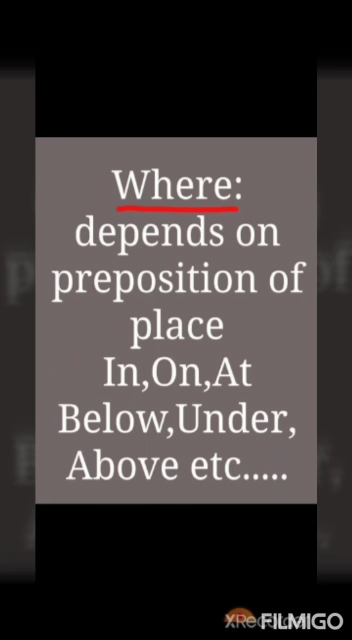 Where:
depends on
preposition of
place
In,On,At
Below,Under,
Above etc.....
FILMIGO